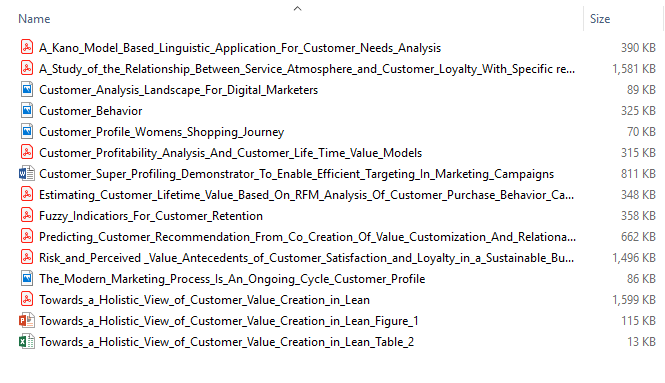 Name Size
A_Kano_Model_Based_Linguistic_Application_For_Customer_Needs_Analysis 390 KB
A_Study_of_the_Relationship_Between_Service_Atmosphere_and_Customer_Loyalty_With_Specific re... 1,581 KB
Customer_Analysis_Landscape_For_Digital_Marketers 89 KB
Customer_Behavior 325 KB
Customer_Profile_Womens_Shopping_Journey 70 KB
Customer_Profitability_Analysis_And_Customer_Life_Time_Value_Models 315 KB
Customer_Super_Profiling_Demonstrator_To_Enable_Efficient_Targeting_In_Marketing_Campaigns 811 KB
Estimating_Customer_Lifetime_Value_Based_On_RFM_Analysis_Of_Customer_Purchase_Behavior_Ca... 348 KB
Fuzzy_Indicatiors_For_Customer_Retention 358 KB
Predicting_Customer_Recommendation_From_Co_Creation_Of_Value_Customization_And_Relationa... 662 KB
Risk_and_Perceived _Value_Antecedents_of_Customer_Satisfaction_and_Loyalty_in_a_Sustainable_Bu... 1,496 KB
The_Modern_Marketing_Process_Is_An_Ongoing_Cycle_Customer_Profile 86 KB
Towards_a_Holistic_View_of_Customer_Value_Creation_in_Lean 1,599 KB
Towards_a_Holistic_View_of_Customer_Value_Creation_in_Lean_Figure_1 115 KB
Towards_a_Holistic_View_of_Customer_Value_Creation_in_Lean_Table_2 13 KB